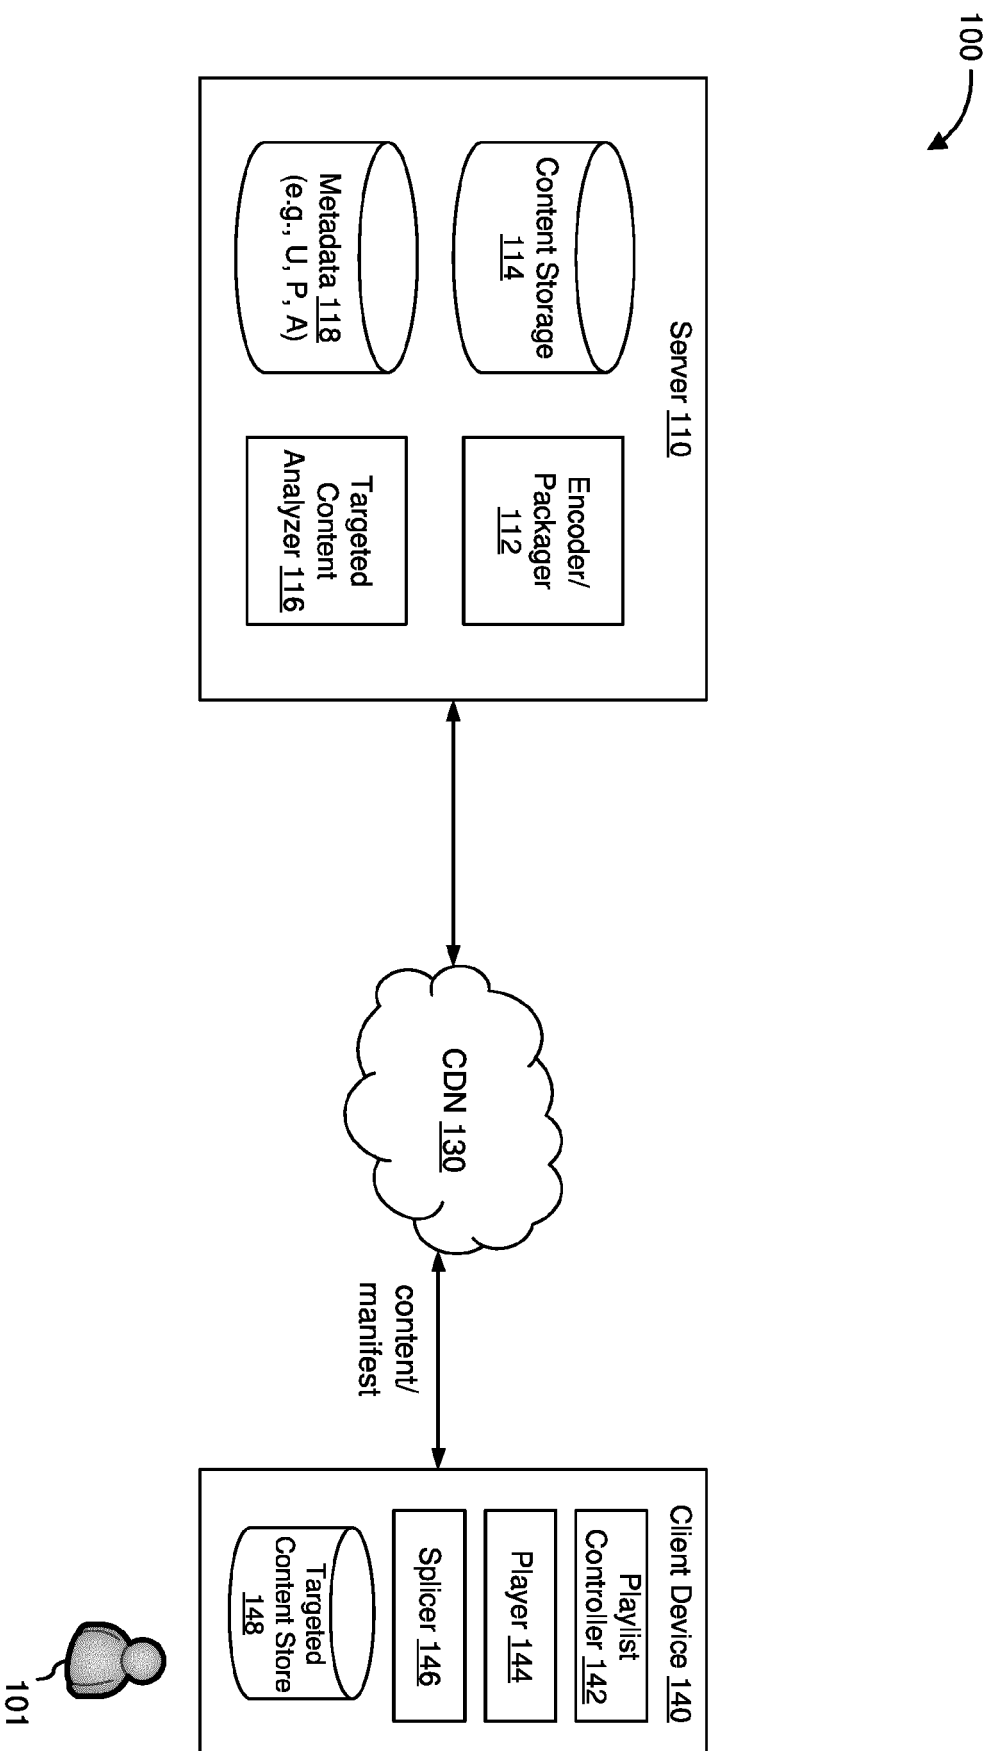 100
Server 110
Content Storage
114
Encoder/
Packager
112
Metadata 118
(e.g., U, P, A)
Targeted
Content
Analyzer 116
CDN 130
content/
manifest
Client Device 140
Playlist
Controller 142
Player 144
Splicer 146
Targeted
Content Store
148
101